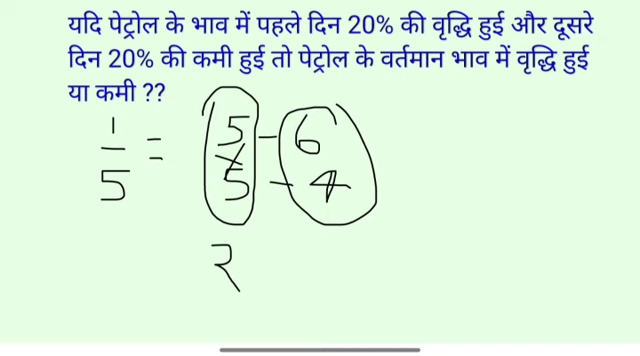 यदि पेट्रोल के भाव में पहले दिन 20% की वृद्धि हुई और दूसरे
दिन 20% की कमी हुई तो पेट्रोल के वर्तमान भाव में वृद्धि हुई
या कमी ??
1/5 = 5 - 6
5 - 4
२